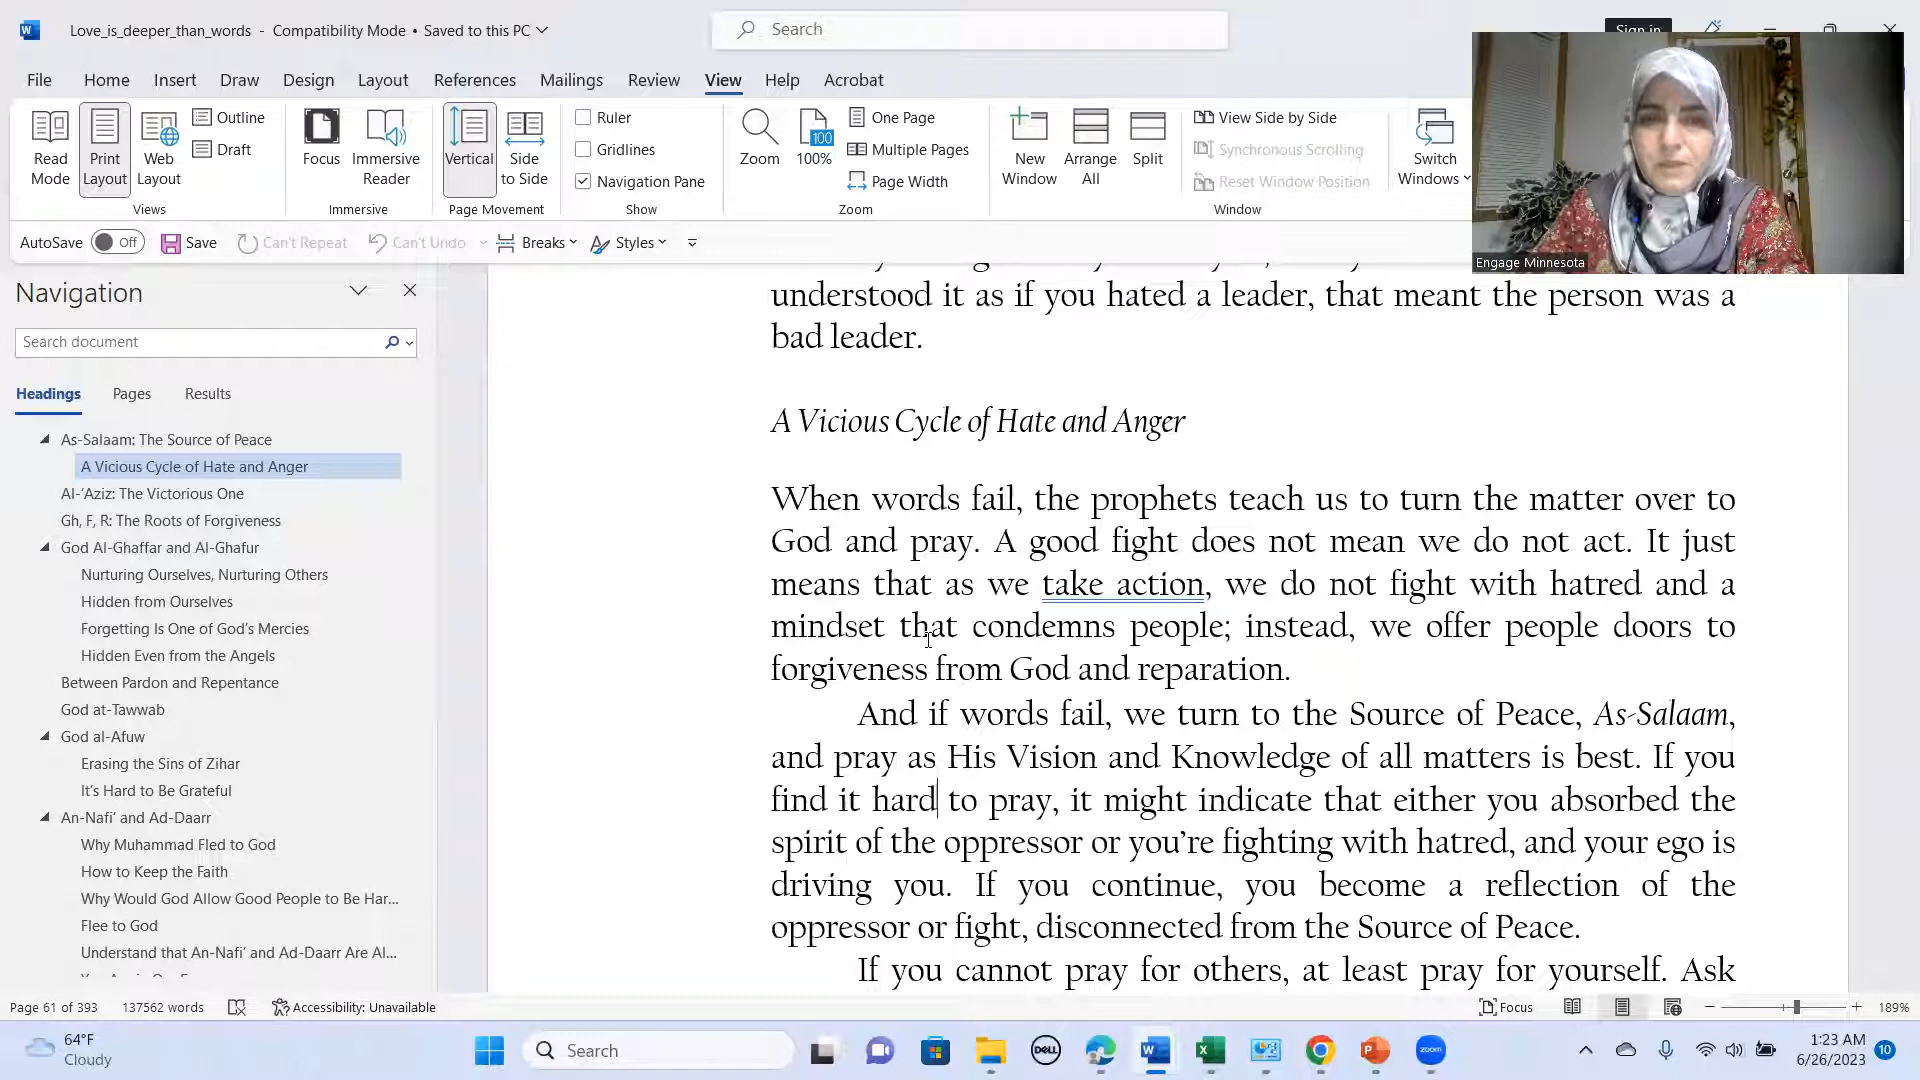 Love_is_deeper_than_words - Compatibility Mode • Saved to this PC
Search
Sign in
File Home Insert Draw Design Layout References Mailings Review View Help Acrobat
Read Mode
Print Layout
Web Layout
Outline
Draft
Views
Focus
Immersive Reader
Immersive
Vertical
Side to Side
Page Movement
Ruler
Gridlines
Navigation Pane
Show
Zoom
100
100%
One Page
Multiple Pages
Page Width
Zoom
New Window
Arrange All
Split
View Side by Side
Synchronous Scrolling
Reset Window Position
Switch Windows
Window
Engage Minnesota
AutoSave Off Save Can't Repeat Can't Undo Breaks Styles
Navigation
Search document
Headings Pages Results
As-Salaam: The Source of Peace
A Vicious Cycle of Hate and Anger
Al-'Aziz: The Victorious One
Gh, F, R: The Roots of Forgiveness
God Al-Ghaffar and Al-Ghafur
Nurturing Ourselves, Nurturing Others
Hidden from Ourselves
Forgetting Is One of God's Mercies
Hidden Even from the Angels
Between Pardon and Repentance
God at-Tawwab
God al-Afuw
Erasing the Sins of Zihar
It's Hard to Be Grateful
An-Nafi' and Ad-Darr
Why Muhammad Fled to God
How to Keep the Faith
Why Would God Allow Good People to Be Har...
Flee to God
Understand that An-Nafi' and Ad-Daarr Are Al...
understood it as if you hated a leader, that meant the person was a
bad leader.
A Vicious Cycle of Hate and Anger
When words fail, the prophets teach us to turn the matter over to
God and pray. A good fight does not mean we do not act. It just
means that as we take action, we do not fight with hatred and a
mindset that condemns people; instead, we offer people doors to
forgiveness from God and reparation.
And if words fail, we turn to the Source of Peace, As-Salaam,
and pray as His Vision and Knowledge of all matters is best. If you
find it hard to pray, it might indicate that either you absorbed the
spirit of the oppressor or you’re fighting with hatred, and your ego is
driving you. If you continue, you become a reflection of the
oppressor or fight, disconnected from the Source of Peace.
If you cannot pray for others, at least pray for yourself. Ask
Page 61 of 393 137562 words Accessibility: Unavailable Focus 189%
64°F
Cloudy
Search
DELL
zoom
1:23 AM
6/26/2023
10